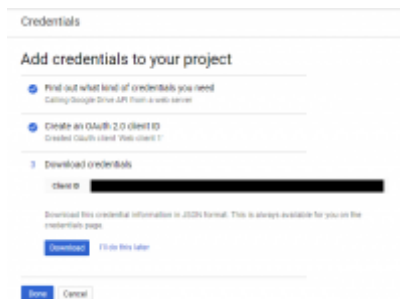 Credentials
Add credentials to your project
Find out what kind of credentials you need
Calling Google Drive API from a web server
Create an OAuth 2.0 client ID
Created OAuth client 'Web client 1'
3 Download credentials
Client ID
Download this credential information in JSON format. This is always available for you on the
credentials page.
Download I'll do this later
Done Cancel